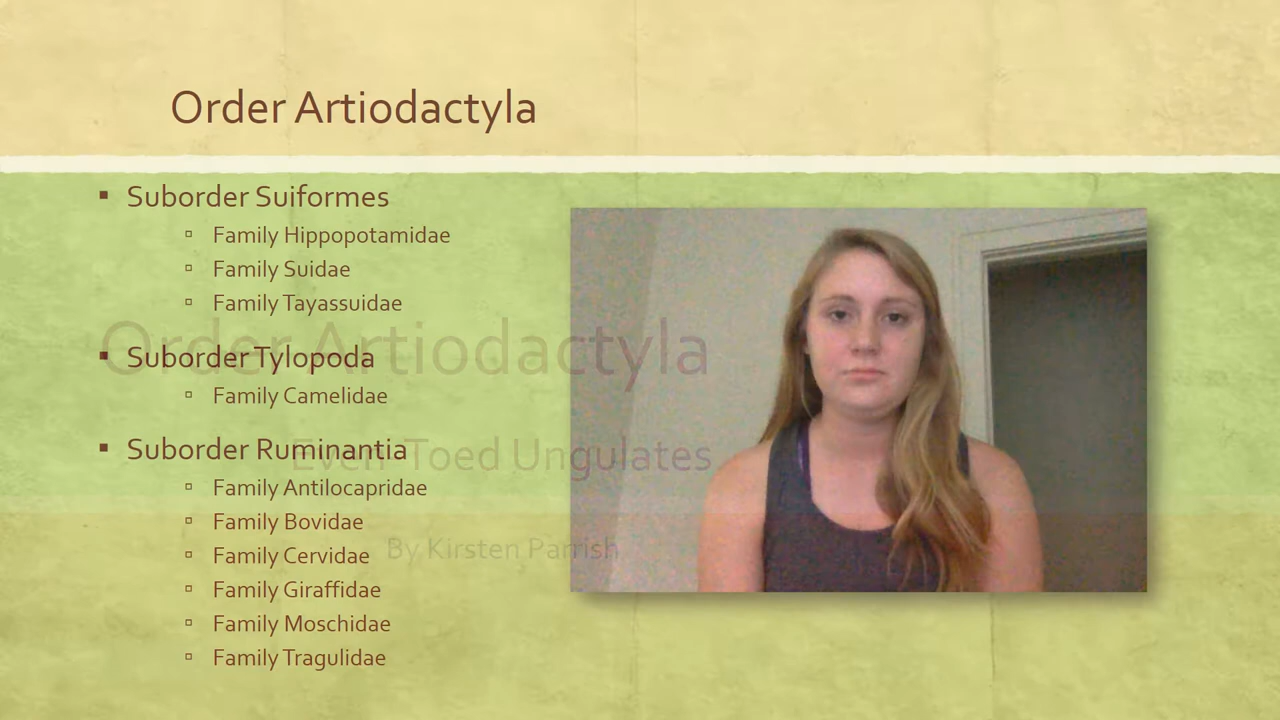 Order Artiodactyla
Suborder Suiformes
Family Hippopotamidae
Family Suidae
Family Tayassuidae
Order Artiodactyla
Suborder Tylopoda
Family Camelidae
Suborder Ruminantia
Even-Toed Ungulates
Family Antilocapridae
Family Bovidae
Family Cervidae
By Kirsten Parrish
Family Giraffidae
Family Moschidae
Family Tragulidae